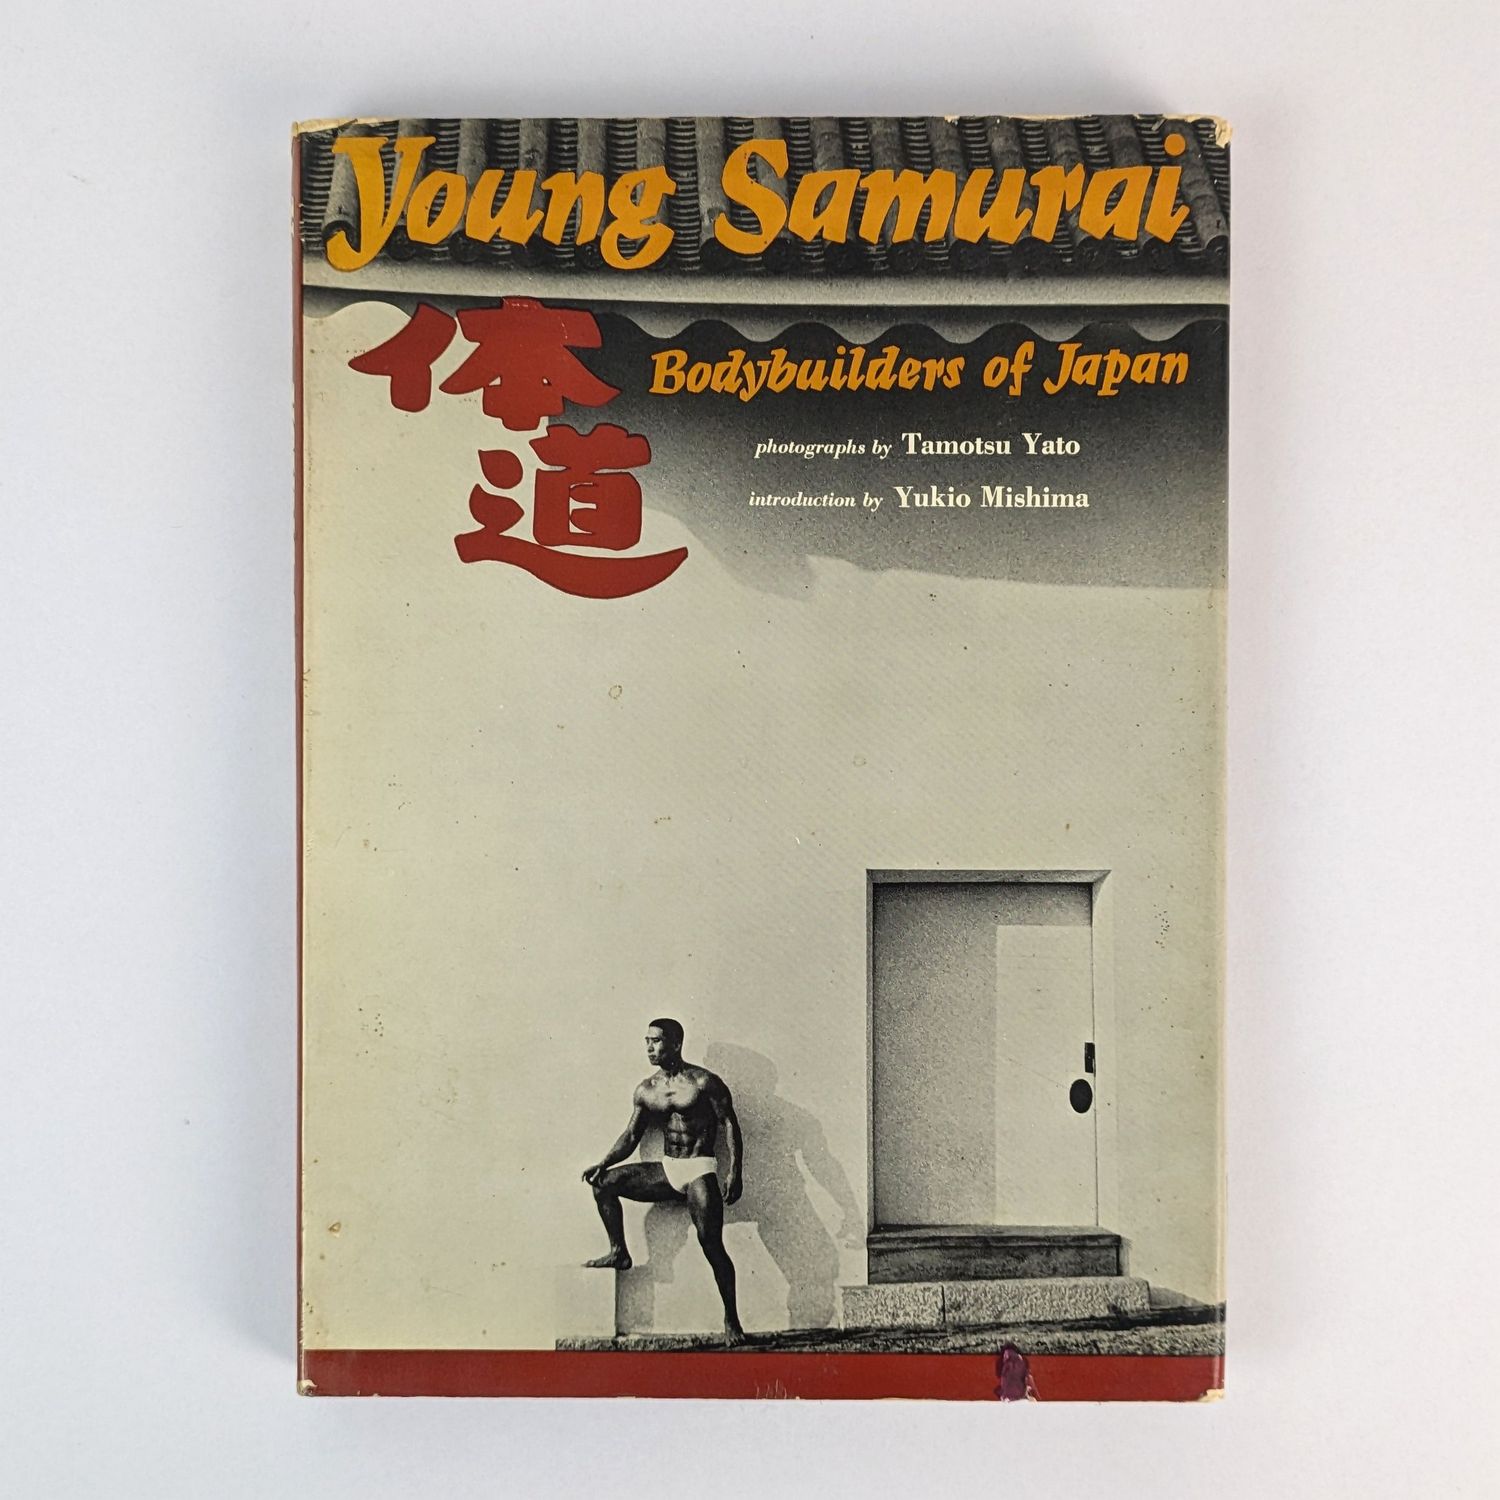 Young Samurai
体道
Bodybuilders of Japan
photographs by Tamotsu Yato
introduction by Yukio Mishima